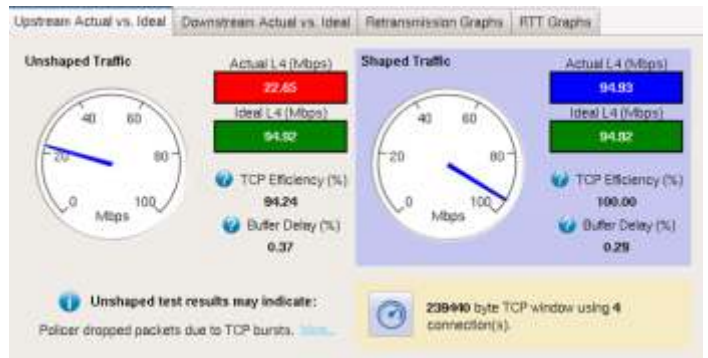 Upstream Actual vs. Ideal
Downstream Actual vs. Ideal
Retransmission Graphs
RTT Graphs
Unshaped Traffic
Actual L4 (Mbps)
22.65
Ideal L4 (Mbps)
94.92
40 60
20 80
0 100
Mbps
TCP Efficiency (%)
94.24
Buffer Delay (%)
0.37
Shaped Traffic
Actual L4 (Mbps)
94.93
Ideal L4 (Mbps)
94.92
40 60
20 80
0 100
Mbps
TCP Efficiency (%)
100.00
Buffer Delay (%)
0.29
Unshaped test results may indicate:
Policer dropped packets due to TCP bursts.
239440 byte TCP window using 4
connection(s).